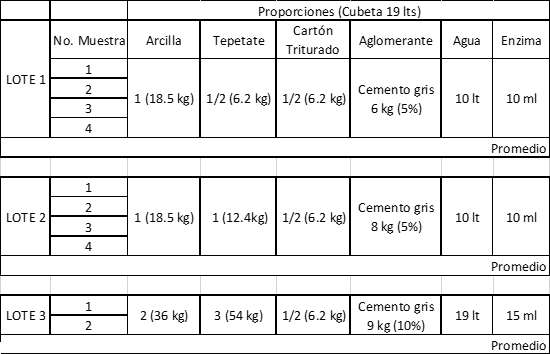 Proporciones (Cubeta 19 lts)
No. Muestra Arcilla Tepetate Cartón Triturado Aglomerante Agua Enzima
LOTE 1
1
2
3
4
1 (18.5 kg) 1/2 (6.2 kg) 1/2 (6.2 kg) Cemento gris 6 kg (5%) 10 lt 10 ml
Promedio
LOTE 2
1
2
3
4
1 (18.5 kg) 1 (12.4kg) 1/2 (6.2 kg) Cemento gris 8 kg (5%) 10 lt 10 ml
Promedio
LOTE 3
1
2
2 (36 kg) 3 (54 kg) 1/2 (6.2 kg) Cemento gris 9 kg (10%) 19 lt 15 ml
Promedio